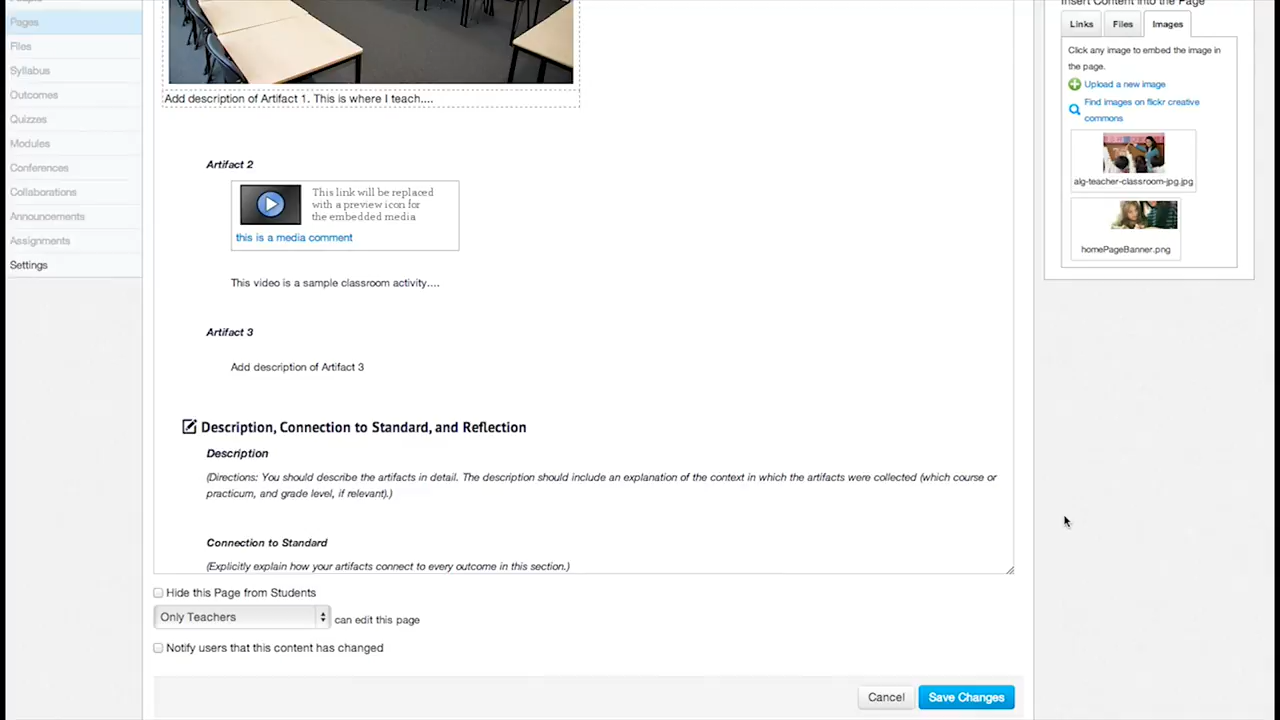 Insert Content into the Page
Pages
Links Files Images
Files
Click any image to embed the image in
the page.
Syllabus
Upload a new image
Outcomes
Add description of Artifact 1. This is where I teach....
Find images on flickr creative
commons
Quizzes
Modules
Artifact 2
Conferences
alg-teacher-classroom-jpg.jpg
This link will be replaced
with a preview icon for
the embedded media
Collaborations
Announcements
this is a media comment
Assignments
homePageBanner.png
Settings
This video is a sample classroom activity....
Artifact 3
Add description of Artifact 3
Description, Connection to Standard, and Reflection
Description
(Directions: You should describe the artifacts in detail. The description should include an explanation of the context in which the artifacts were collected (which course or
practicum, and grade level, if relevant).)
Connection to Standard
(Explicitly explain how your artifacts connect to every outcome in this section.)
Hide this Page from Students
Only Teachers can edit this page
Notify users that this content has changed
Cancel Save Changes